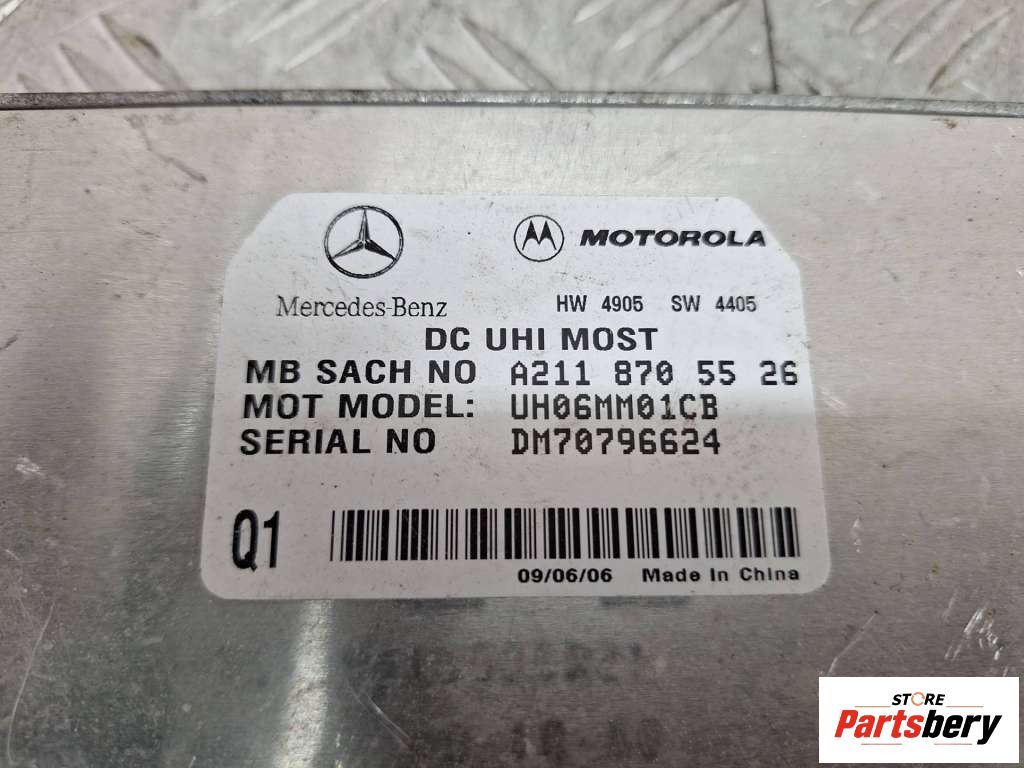 MOTOROLA
Mercedes-Benz
HW 4905 SW 4405
DC UHI MOST
MB SACH NO A211 870 55 26
MOT MODEL: UH06MM01CB
SERIAL NO DM70796624
Q1
09/06/06 Made In China
STORE
Partsbery